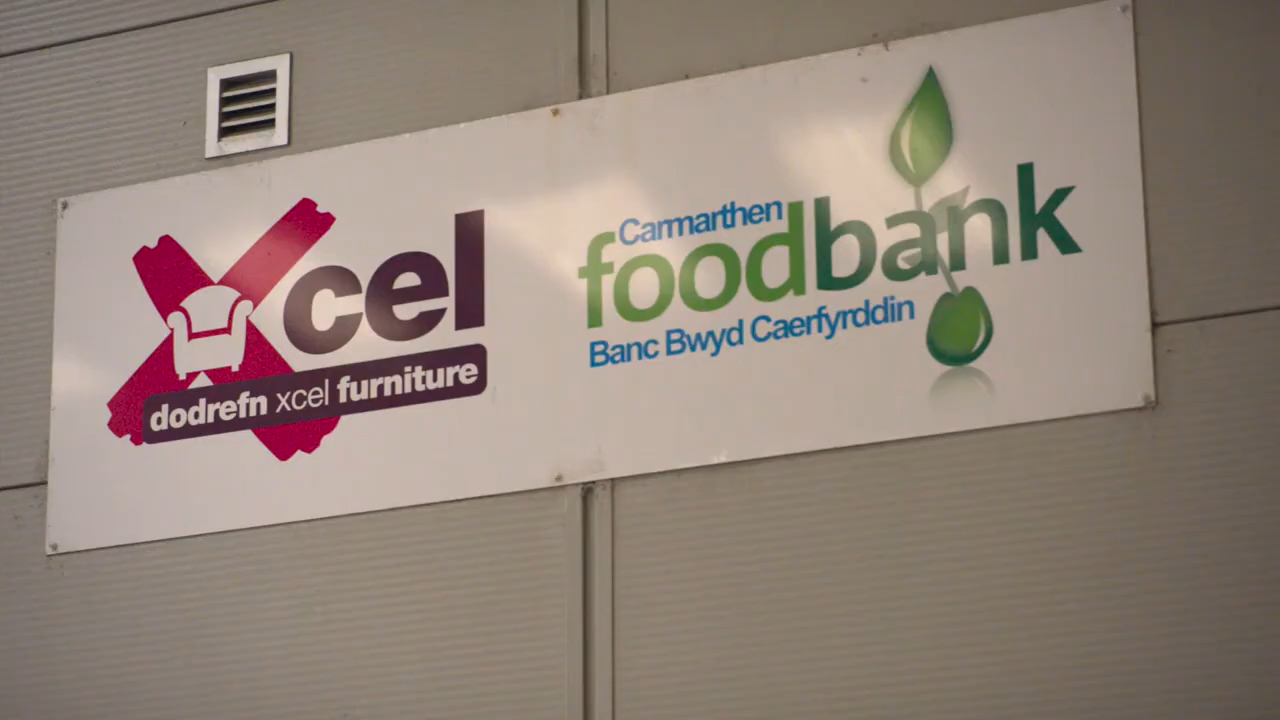 Xcel
dodrefn xcel furniture
Carmarthen
foodbank
Banc Bwyd Caerfyrddin